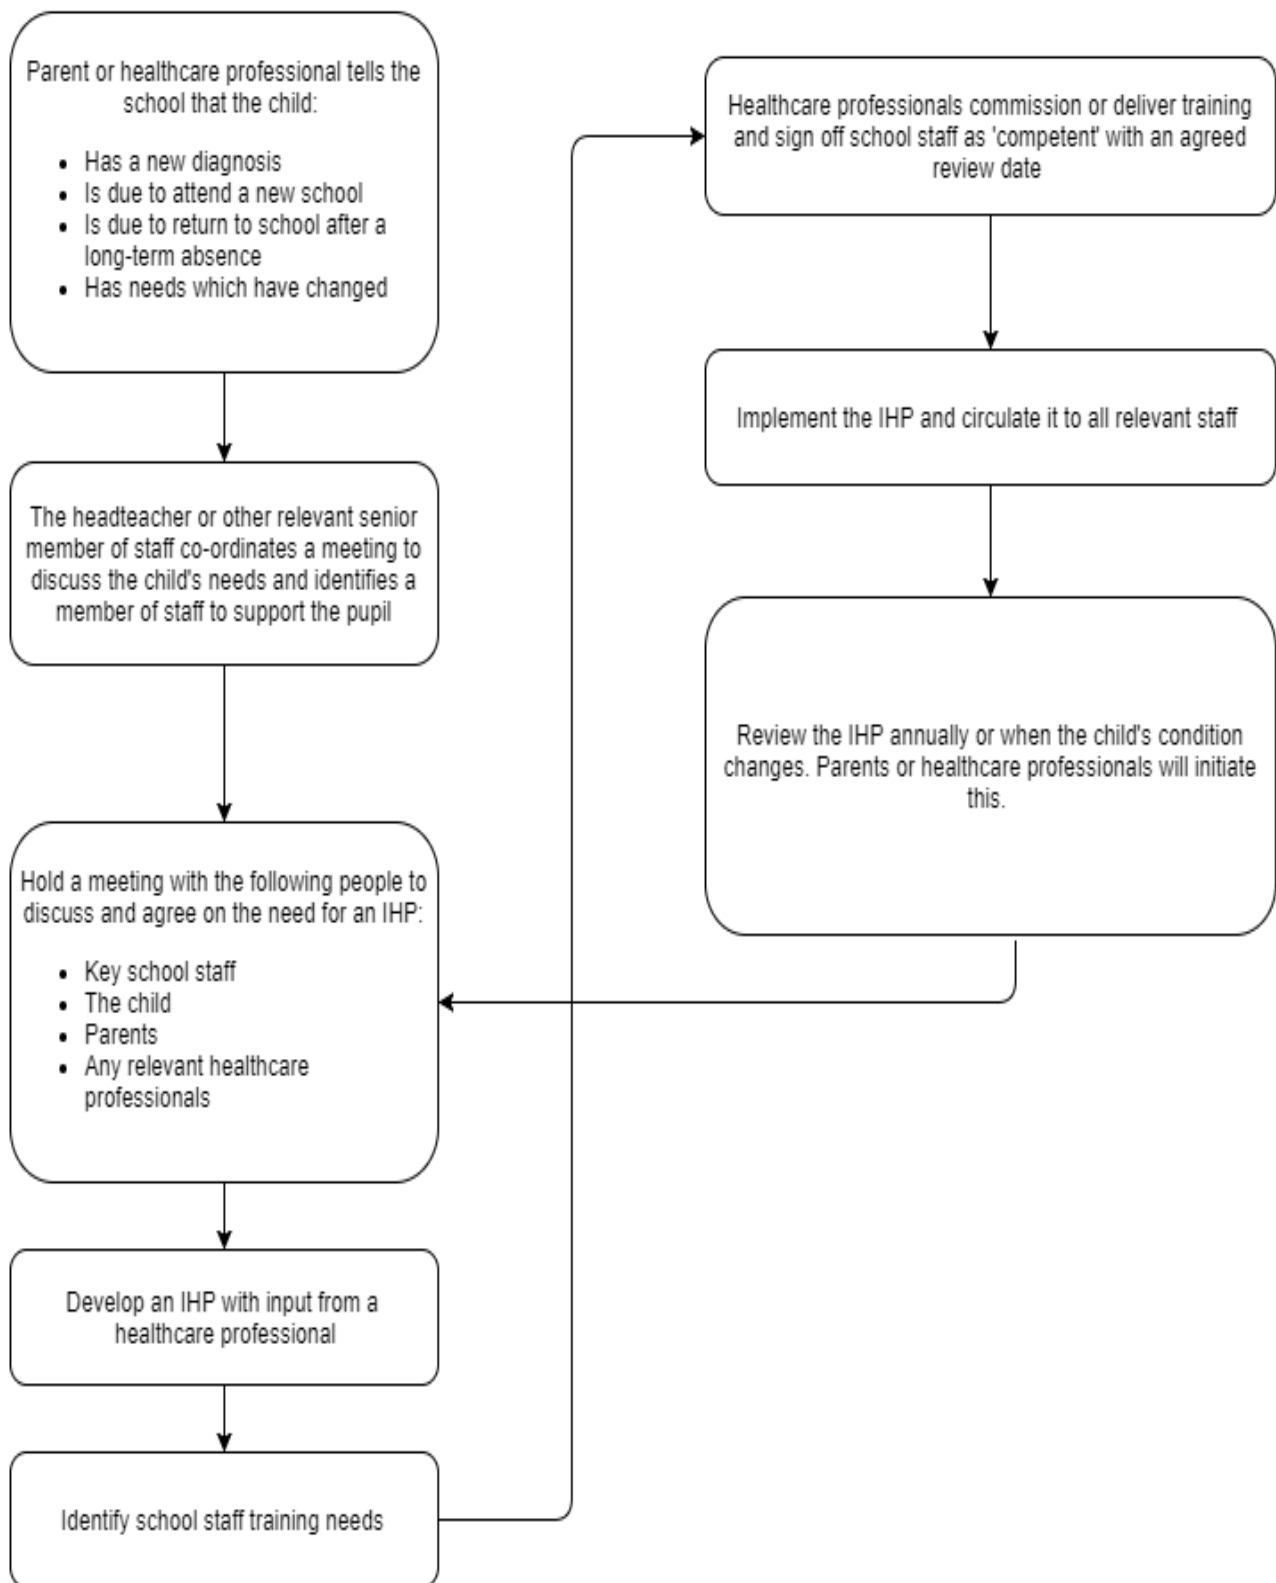 Parent or healthcare professional tells the
school that the child:
• Has a new diagnosis
• Is due to attend a new school
• Is due to return to school after a
long-term absence
• Has needs which have changed
The headteacher or other relevant senior
member of staff co-ordinates a meeting to
discuss the child's needs and identifies a
member of staff to support the pupil
Hold a meeting with the following people to
discuss and agree on the need for an IHP:
• Key school staff
• The child
• Parents
• Any relevant healthcare
professionals
Develop an IHP with input from a
healthcare professional
Identify school staff training needs
Healthcare professionals commission or deliver training
and sign off school staff as 'competent' with an agreed
review date
Implement the IHP and circulate it to all relevant staff
Review the IHP annually or when the child's condition
changes. Parents or healthcare professionals will initiate
this.